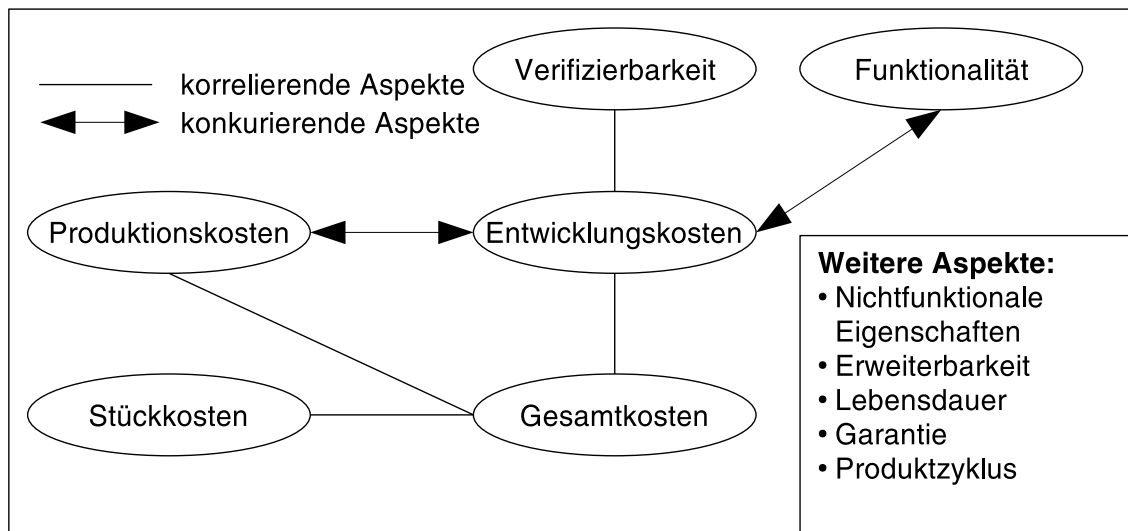 korrelierende Aspekte
konkurierende Aspekte
Verifizierbarkeit
Funktionalität
Produktionskosten
Entwicklungskosten
Stückkosten
Gesamtkosten
Weitere Aspekte:
• Nichtfunktionale
Eigenschaften
• Erweiterbarkeit
• Lebensdauer
• Garantie
• Produktzyklus